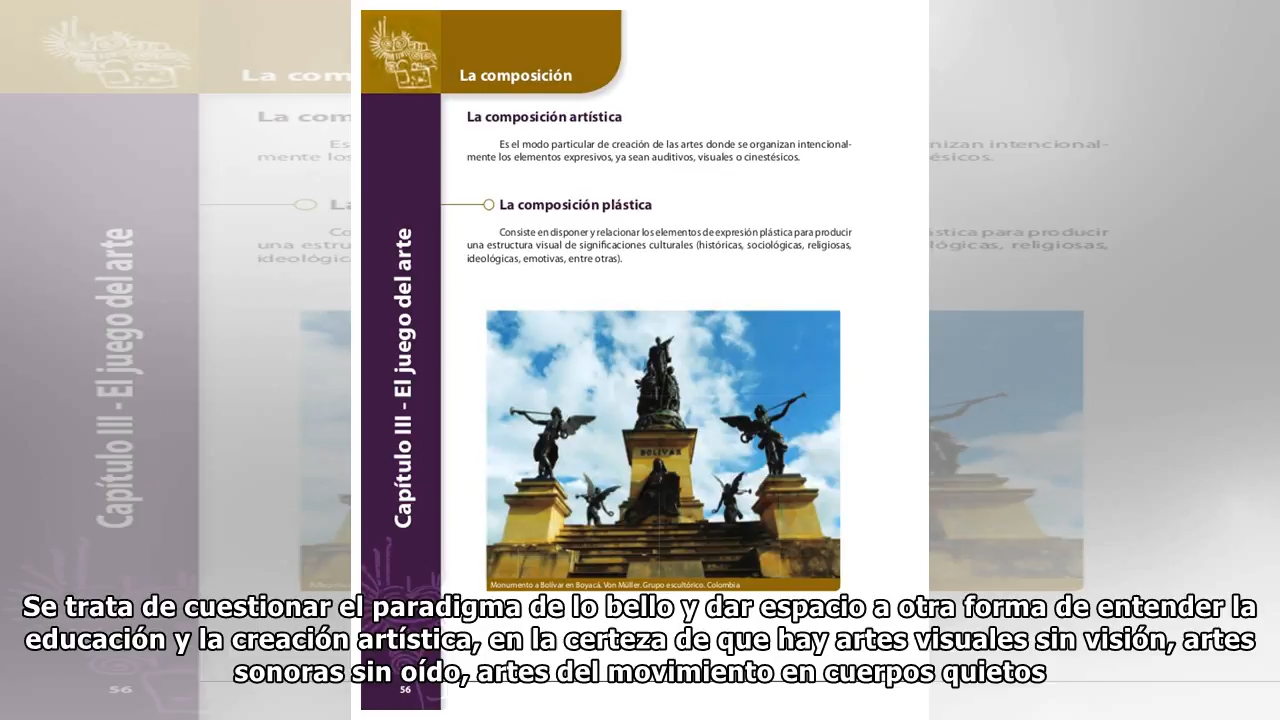 La composición
La composición artística
Es el modo particular de creación de las artes donde se organizan intencional-
mente los elementos expresivos, ya sean auditivos, visuales o cinestésicos.
La composición plástica
Consiste en disponer y relacionar los elementos de expresión plástica para producir
una estructura visual de significaciones culturales (históricas, sociológicas, religiosas,
ideológicas, emotivas, entre otras).
Capítulo III - El juego del arte
BOLIVAR
Monumento a Bolívar en Boyacá. Von Müller. Grupo escultórico. Colombia
Se trata de cuestionar el paradigma de lo bello y dar espacio a otra forma de entender la
educación y la creación artística, en la certeza de que hay artes visuales sin visión, artes
sonoras sin oído, artes del movimiento en cuerpos quietos
56